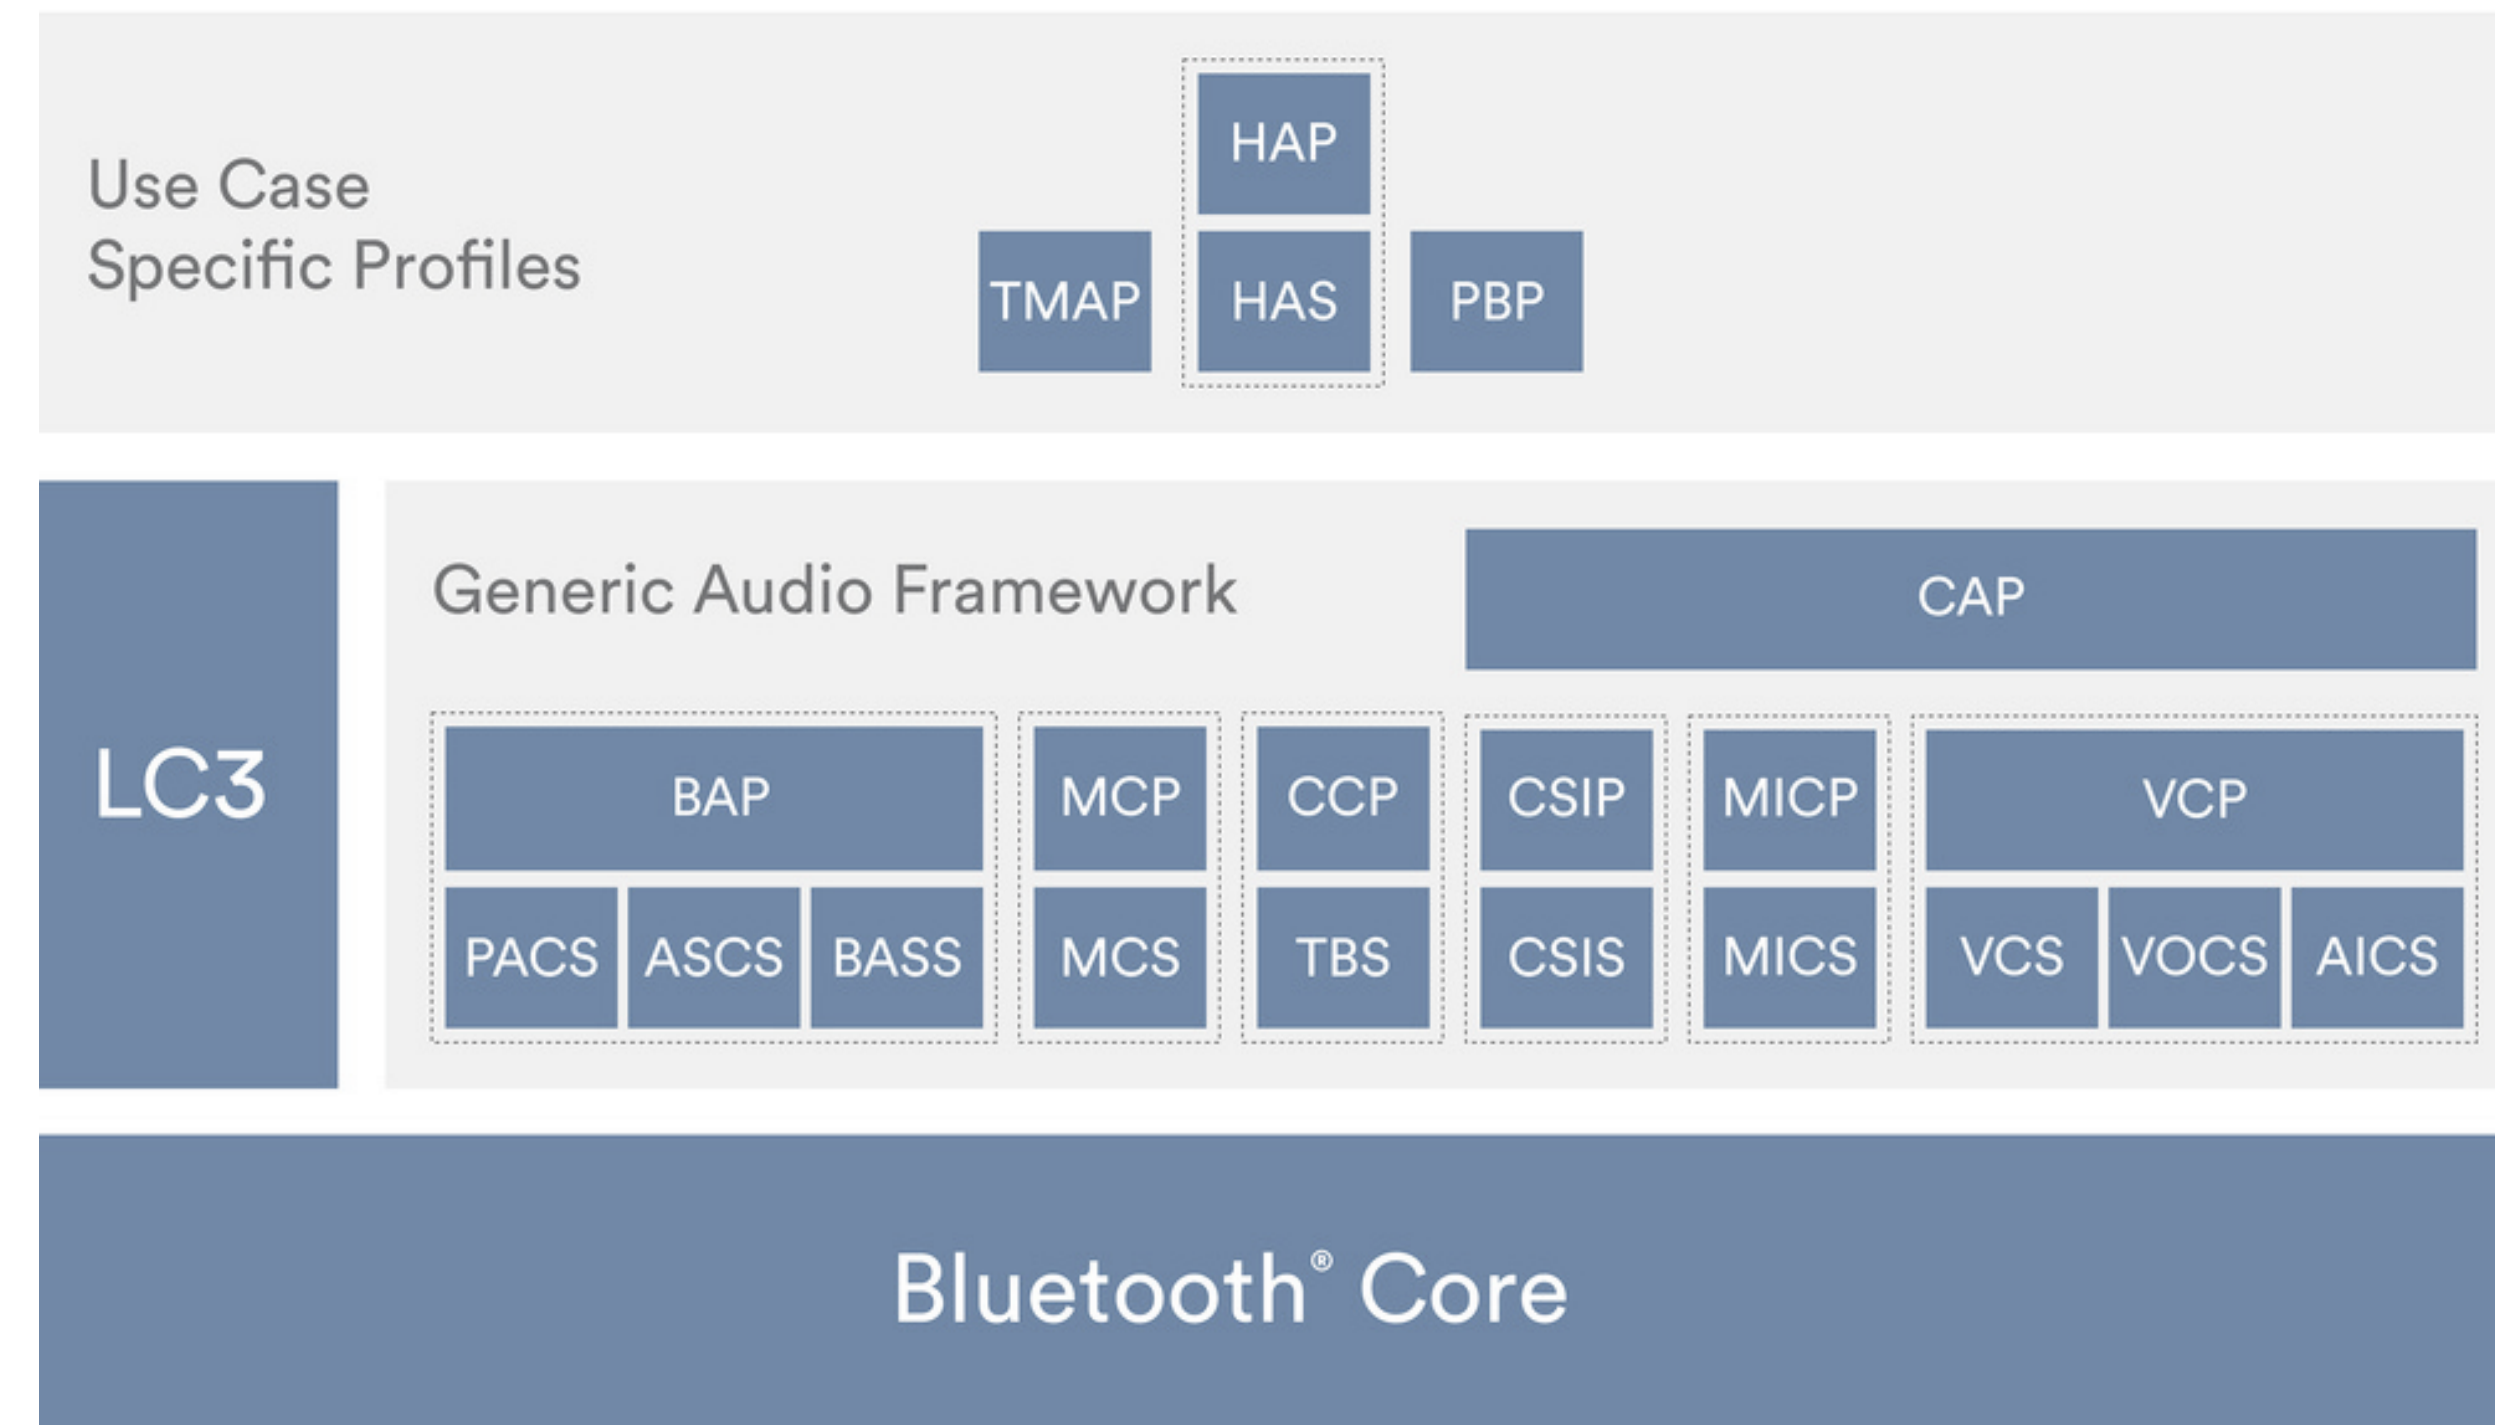 HAP
Use Case
Specific Profiles
TMAP HAS PBP
Generic Audio Framework
CAP
LC3
BAP MCP CCP CSIP MICP VCP
PACS ASCS BASS MCS TBS CSIS MICS VCS VOCS AICS
Bluetooth® Core